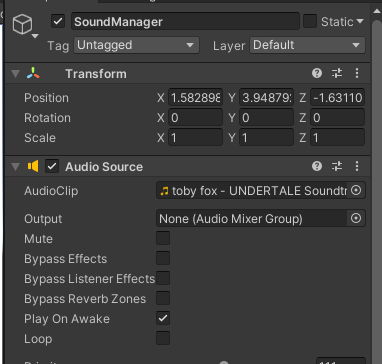 SoundManager Static
Tag Untagged Layer Default
Transform
Position X 1.582898 Y 3.948792 Z -1.63110
Rotation X 0 Y 0 Z 0
Scale X 1 Y 1 Z 1
Audio Source
AudioClip toby fox - UNDERTALE Soundtr
Output None (Audio Mixer Group)
Mute
Bypass Effects
Bypass Listener Effects
Bypass Reverb Zones
Play On Awake
Loop